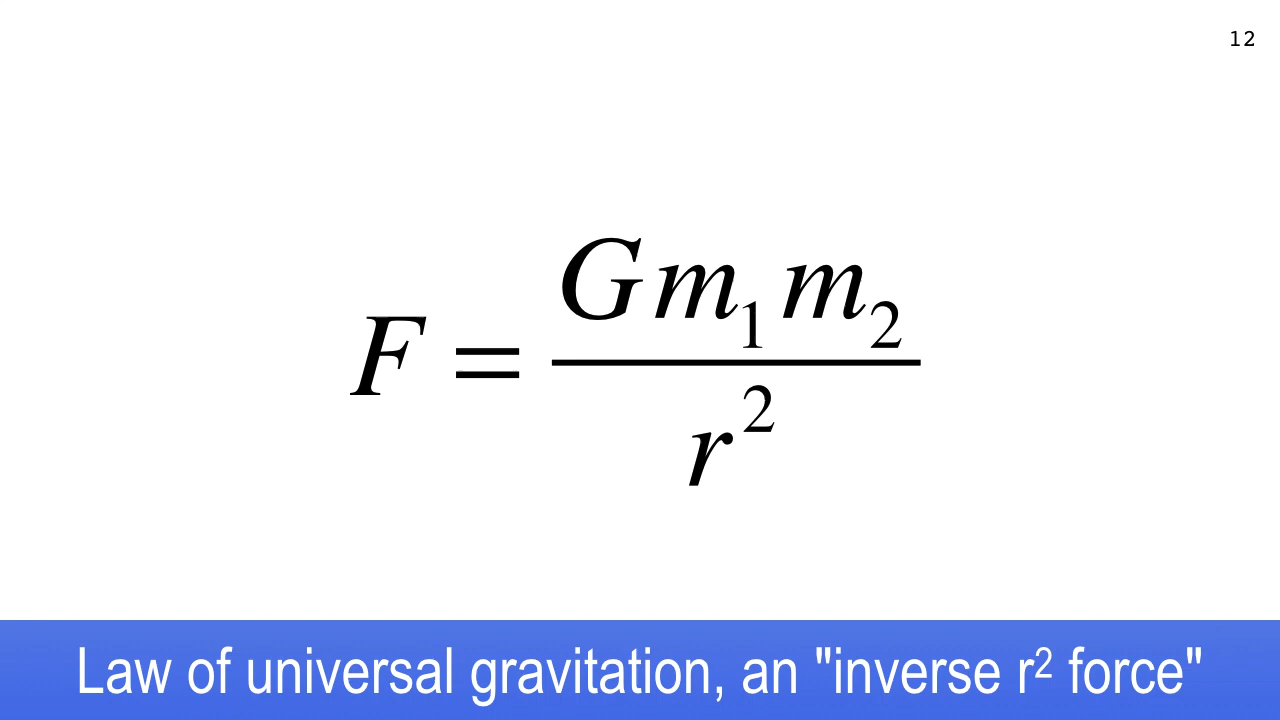 12
F = Gm₁m₂ / r²
Law of universal gravitation, an "inverse r² force"